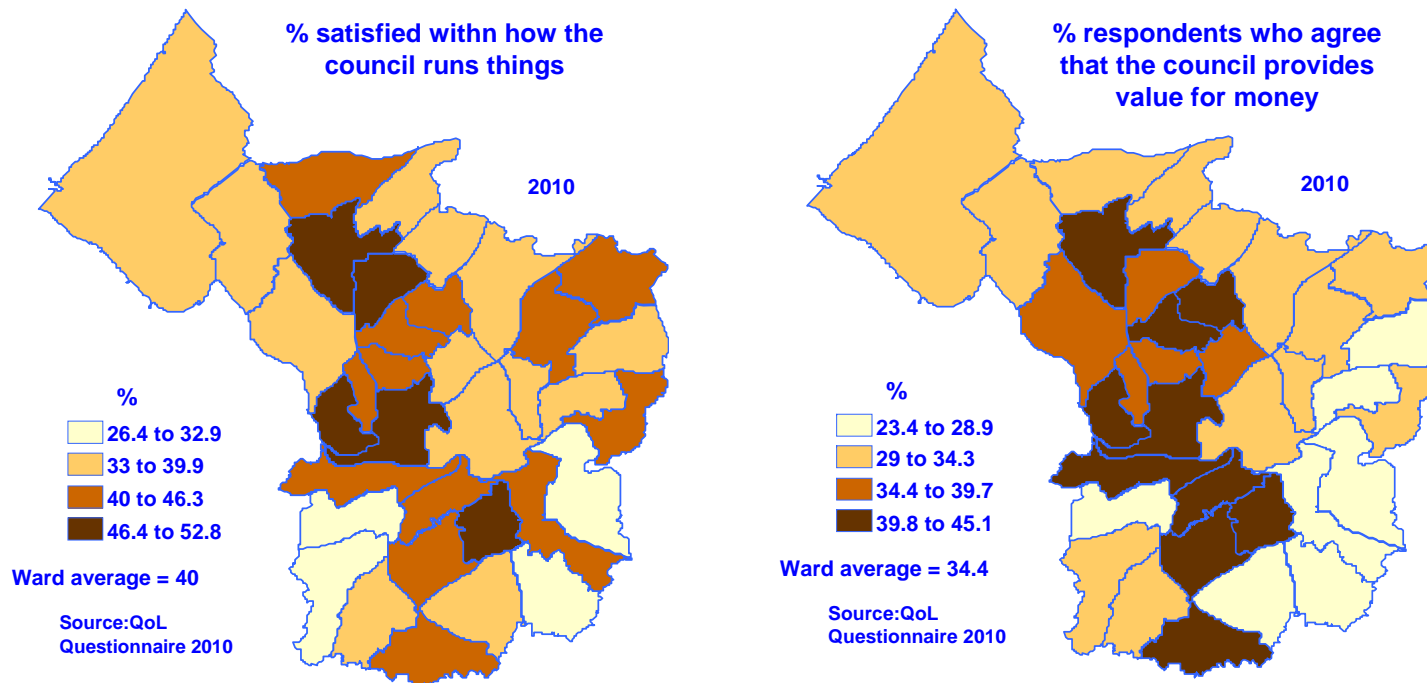 % satisfied withn how the
council runs things
2010
%
26.4 to 32.9
33 to 39.9
40 to 46.3
46.4 to 52.8
Ward average = 40
Source:QoL
Questionnaire 2010
% respondents who agree
that the council provides
value for money
2010
%
23.4 to 28.9
29 to 34.3
34.4 to 39.7
39.8 to 45.1
Ward average = 34.4
Source:QoL
Questionnaire 2010